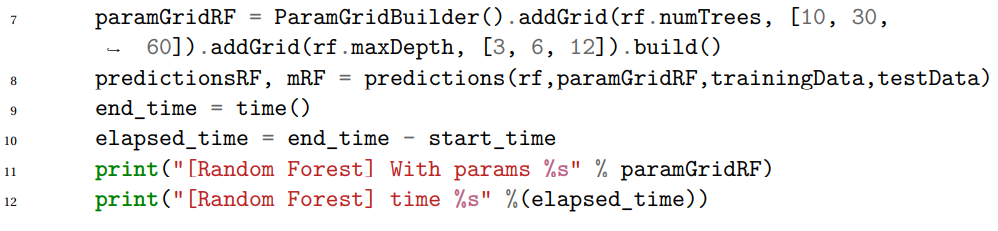 7 paramGridRF = ParamGridBuilder().addGrid(rf.numTrees, [10, 30,
↪ 60]).addGrid(rf.maxDepth, [3, 6, 12]).build()
8 predictionsRF, mRF = predictions(rf,paramGridRF,trainingData,testData)
9 end_time = time()
10 elapsed_time = end_time - start_time
11 print("[Random Forest] With params %s" % paramGridRF)
12 print("[Random Forest] time %s" %(elapsed_time))